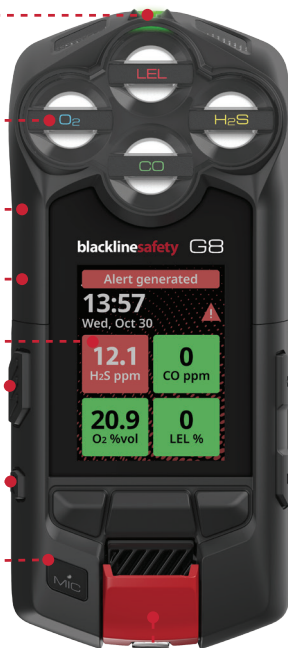 LEL
O₂
H₂S
CO
blacklinesafety G8
Alert generated
13:57
Wed, Oct 30
12.1
H₂S ppm
0
CO ppm
20.9
O₂ %vol
0
LEL %
MIC